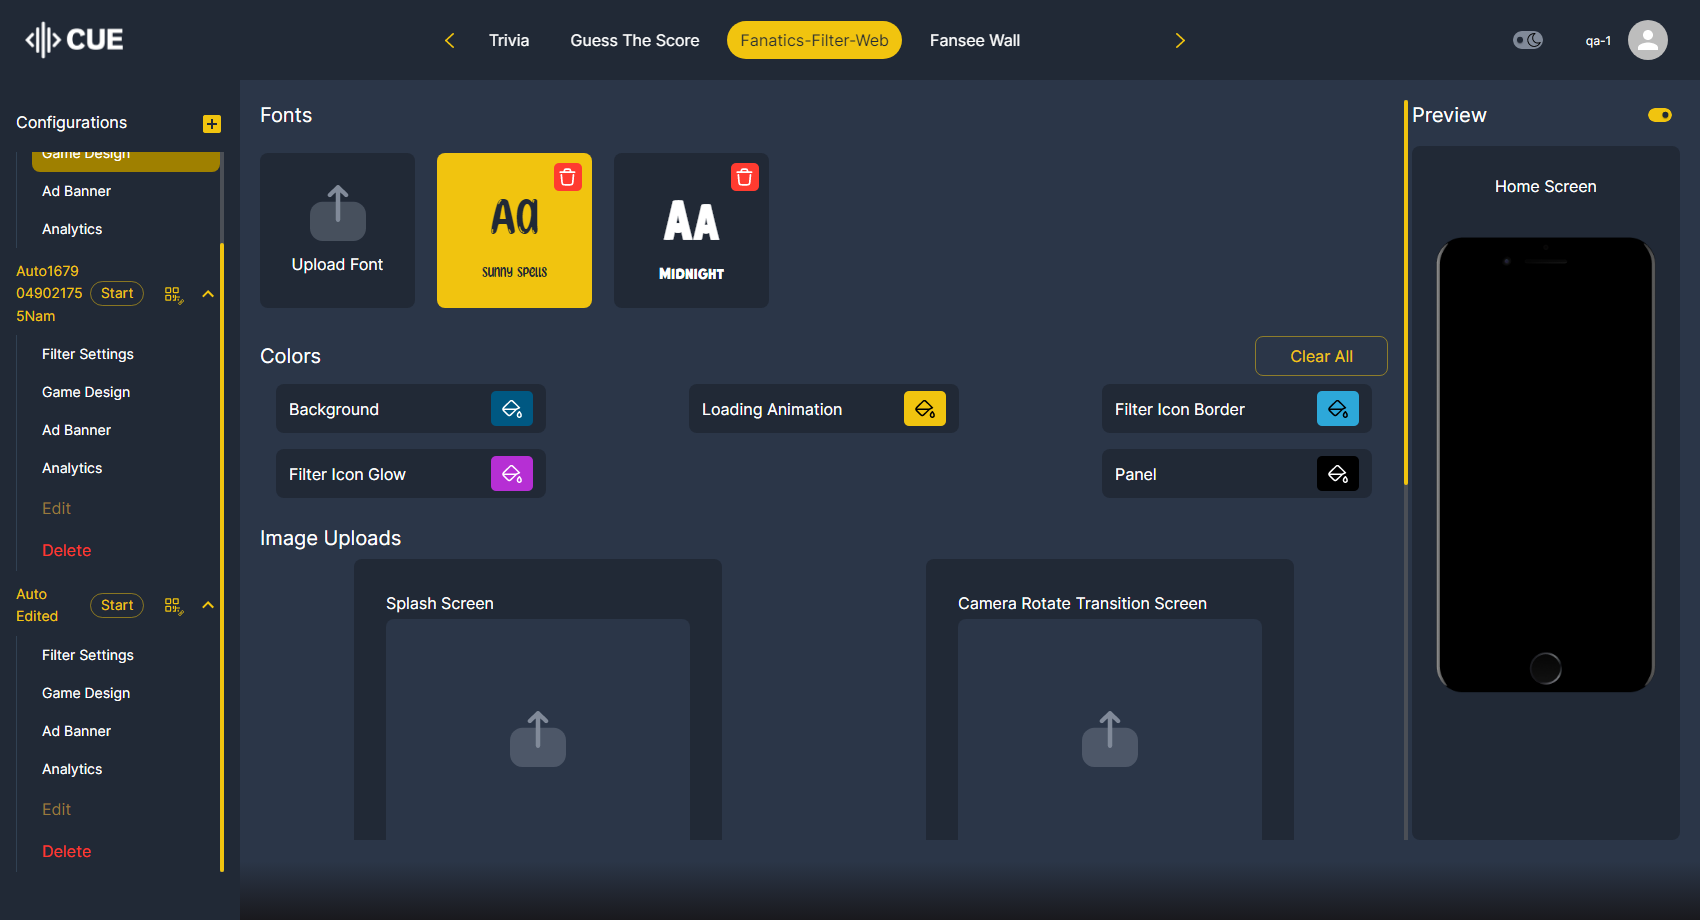 CUE
Trivia
Guess The Score
Fanatics-Filter-Web
Fansee Wall
qa-1
Configurations
Game Design
Ad Banner
Analytics
Auto1679
04902175
5Nam
Start
Filter Settings
Game Design
Ad Banner
Analytics
Edit
Delete
Auto
Edited
Start
Filter Settings
Game Design
Ad Banner
Analytics
Edit
Delete
Fonts
Upload Font
Aa
Sunny Spells
AA
MIDNIGHT
Colors
Clear All
Background
Loading Animation
Filter Icon Border
Filter Icon Glow
Panel
Image Uploads
Splash Screen
Camera Rotate Transition Screen
Preview
Home Screen